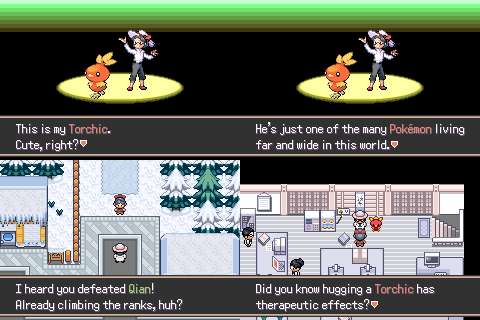 This is my Torchic.
Cute, right?
He's just one of the many Pokémon living
far and wide in this world.
I heard you defeated Qian!
Already climbing the ranks, huh?
Did you know hugging a Torchic has
therapeutic effects?